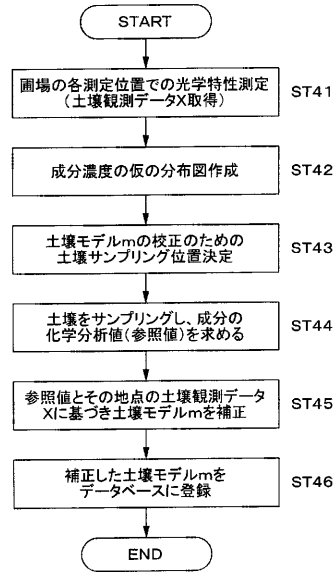 START
圃場の各測定位置での光学特性測定
(土壌観測データX取得)
ST41
成分濃度の仮の分布図作成
ST42
土壌モデルmの校正のための
土壌サンプリング位置決定
ST43
土壌をサンプリングし、成分の
化学分析値(参照値)を求める
ST44
参照値とその地点の土壌観測データ
Xに基づき土壌モデルmを補正
ST45
補正した土壌モデルmを
データベースに登録
ST46
END